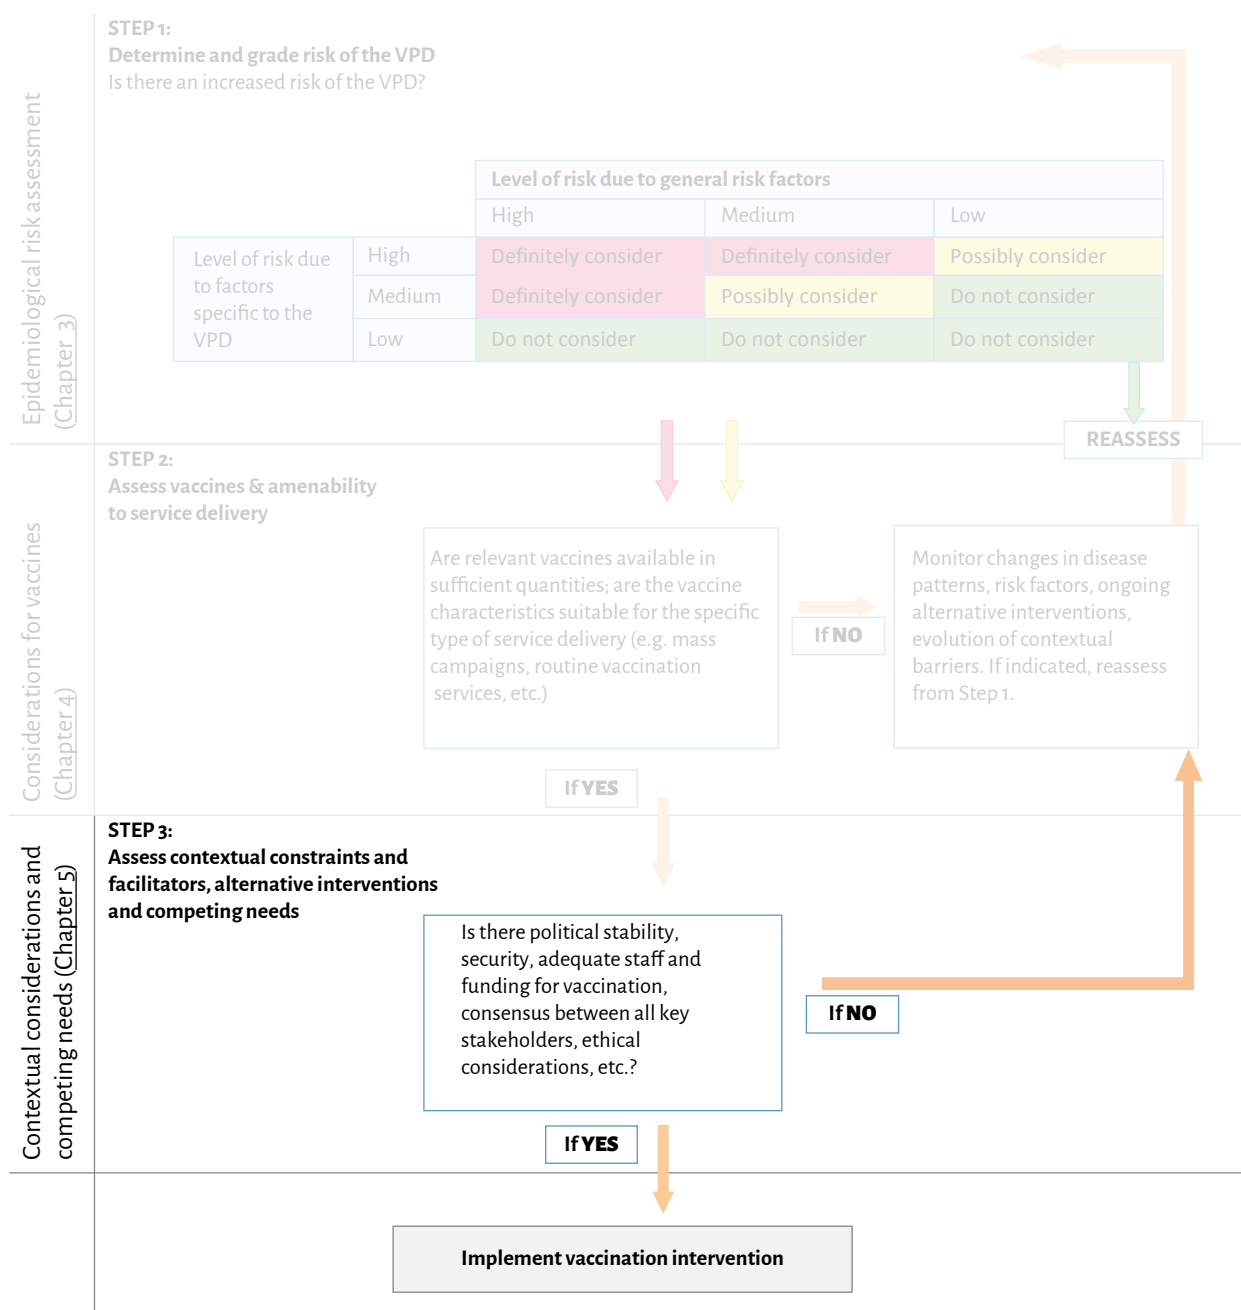 STEP 1:
Determine and grade risk of the VPD
Is there an increased risk of the VPD?
Epidemiological risk assessment
(Chapter 3)
Level of risk due to general risk factors
High
Medium
Low
Level of risk due
to factors
specific to the
VPD
High
Definitely consider
Definitely consider
Possibly consider
Medium
Definitely consider
Possibly consider
Do not consider
Low
Do not consider
Do not consider
Do not consider
REASSESS
STEP 2:
Assess vaccines & amenability
to service delivery
Considerations for vaccines
(Chapter 4)
Are relevant vaccines available in
sufficient quantities; are the vaccine
characteristics suitable for the specific
type of service delivery (e.g. mass
campaigns, routine vaccination
services, etc.)
If NO
Monitor changes in disease
patterns, risk factors, ongoing
alternative interventions,
evolution of contextual
barriers. If indicated, reassess
from Step 1.
If YES
STEP 3:
Assess contextual constraints and
facilitators, alternative interventions
and competing needs
Contextual considerations and
competing needs (Chapter 5)
Is there political stability,
security, adequate staff and
funding for vaccination,
consensus between all key
stakeholders, ethical
considerations, etc.?
If NO
If YES
Implement vaccination intervention